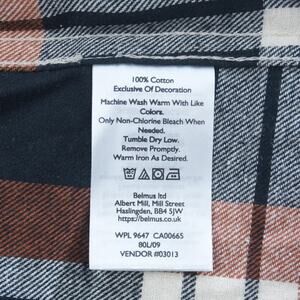 100% Cotton
Exclusive Of Decoration
Machine Wash Warm With Like
Colors.
Only Non-Chlorine Bleach When
Needed.
Tumble Dry Low.
Remove Promptly.
Warm Iron As Desired.
Belmus ltd
Albert Mill, Mill Street
Haslingden, BB4 5JW
https://belmus.co.uk
WPL 9647 CA00665
80L/09
VENDOR #03013